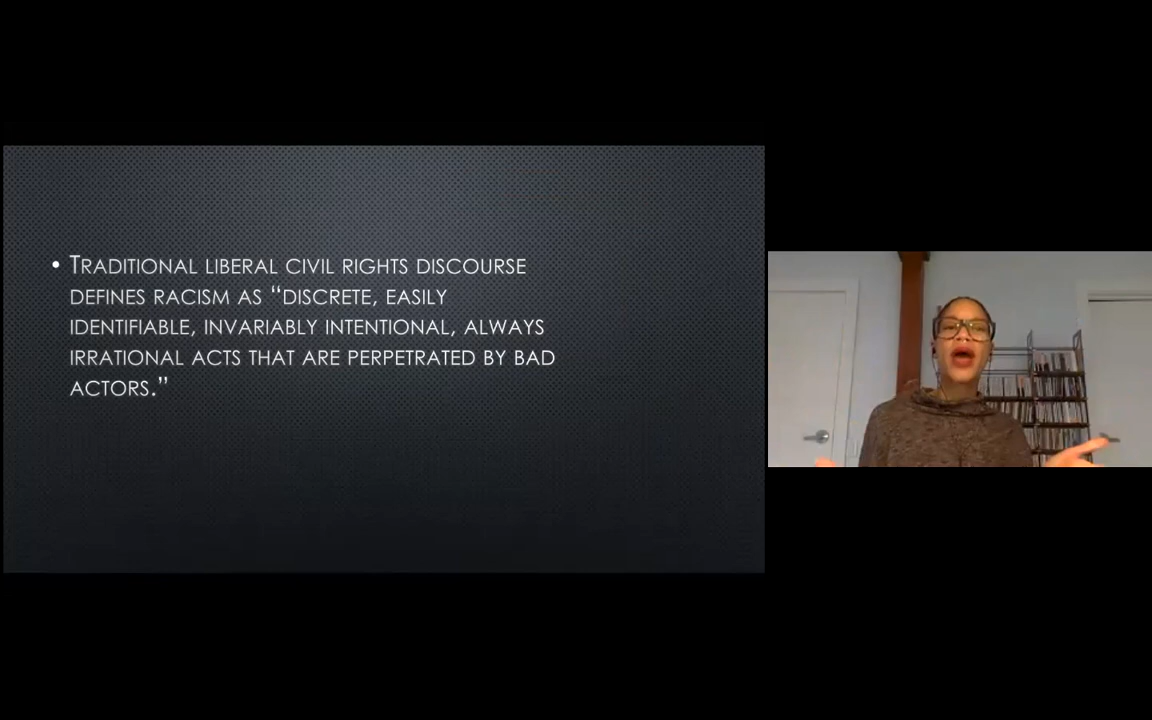 • TRADITIONAL LIBERAL CIVIL RIGHTS DISCOURSE
DEFINES RACISM AS “DISCRETE, EASILY
IDENTIFIABLE, INVARIABLY INTENTIONAL, ALWAYS
IRRATIONAL ACTS THAT ARE PERPETRATED BY BAD
ACTORS.”